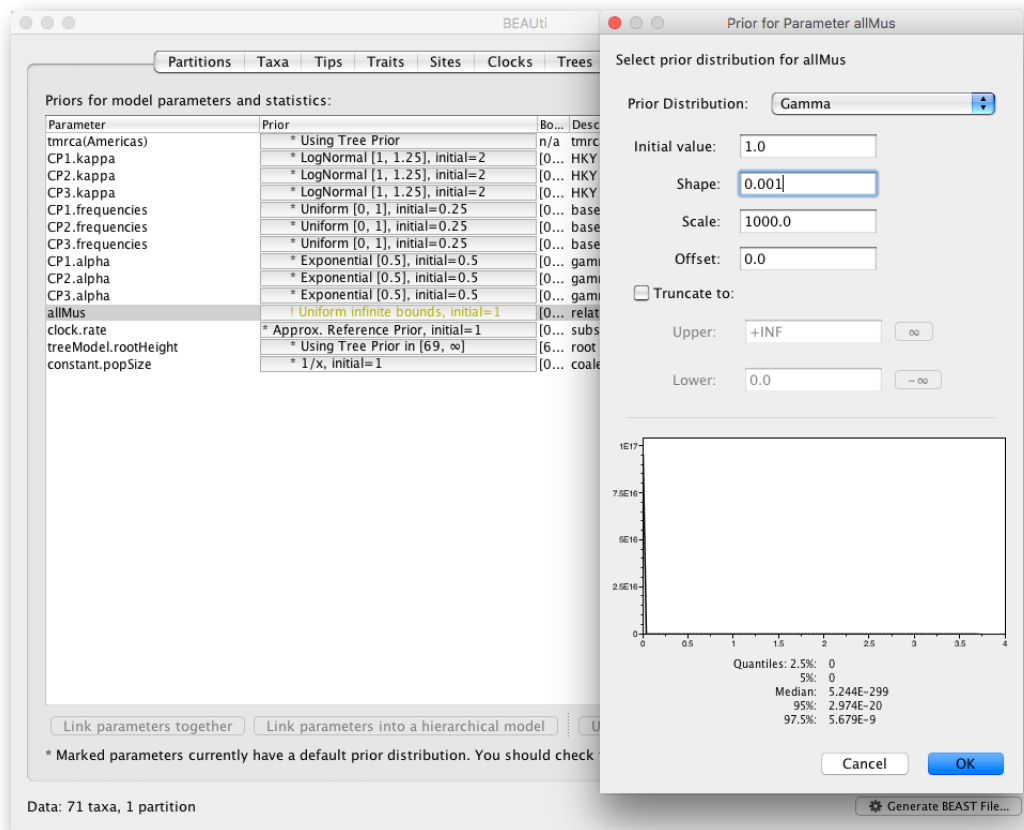 BEAUti
Partitions Taxa Tips Traits Sites Clocks Trees
Priors for model parameters and statistics:
Parameter Prior Bo... Desc
tmrca(Americas) * Using Tree Prior n/a tmrc
CP1.kappa * LogNormal [1, 1.25], initial=2 [0... HKY
CP2.kappa * LogNormal [1, 1.25], initial=2 [0... HKY
CP3.kappa * LogNormal [1, 1.25], initial=2 [0... HKY
CP1.frequencies * Uniform [0, 1], initial=0.25 [0... base
CP2.frequencies * Uniform [0, 1], initial=0.25 [0... base
CP3.frequencies * Uniform [0, 1], initial=0.25 [0... base
CP1.alpha * Exponential [0.5], initial=0.5 [0... gam
CP2.alpha * Exponential [0.5], initial=0.5 [0... gam
CP3.alpha * Exponential [0.5], initial=0.5 [0... gam
allMus ! Uniform infinite bounds, initial=1 [0... relat
clock.rate * Approx. Reference Prior, initial=1 [0... subs
treeModel.rootHeight * Using Tree Prior in [69, ∞] [6... root
constant.popSize * 1/x, initial=1 [0... coale
Link parameters together Link parameters into a hierarchical model U
* Marked parameters currently have a default prior distribution. You should check
Data: 71 taxa, 1 partition
Generate BEAST File...
Prior for Parameter allMus
Select prior distribution for allMus
Prior Distribution: Gamma
Initial value: 1.0
Shape: 0.001
Scale: 1000.0
Offset: 0.0
Truncate to:
Upper: +INF ∞
Lower: 0.0 -∞
1E17
7.5E16
5E16
2.5E16
0
0 0.5 1 1.5 2 2.5 3 3.5 4
Quantiles: 2.5%: 0
5%: 0
Median: 5.244E-299
95%: 2.974E-20
97.5%: 5.679E-9
Cancel OK